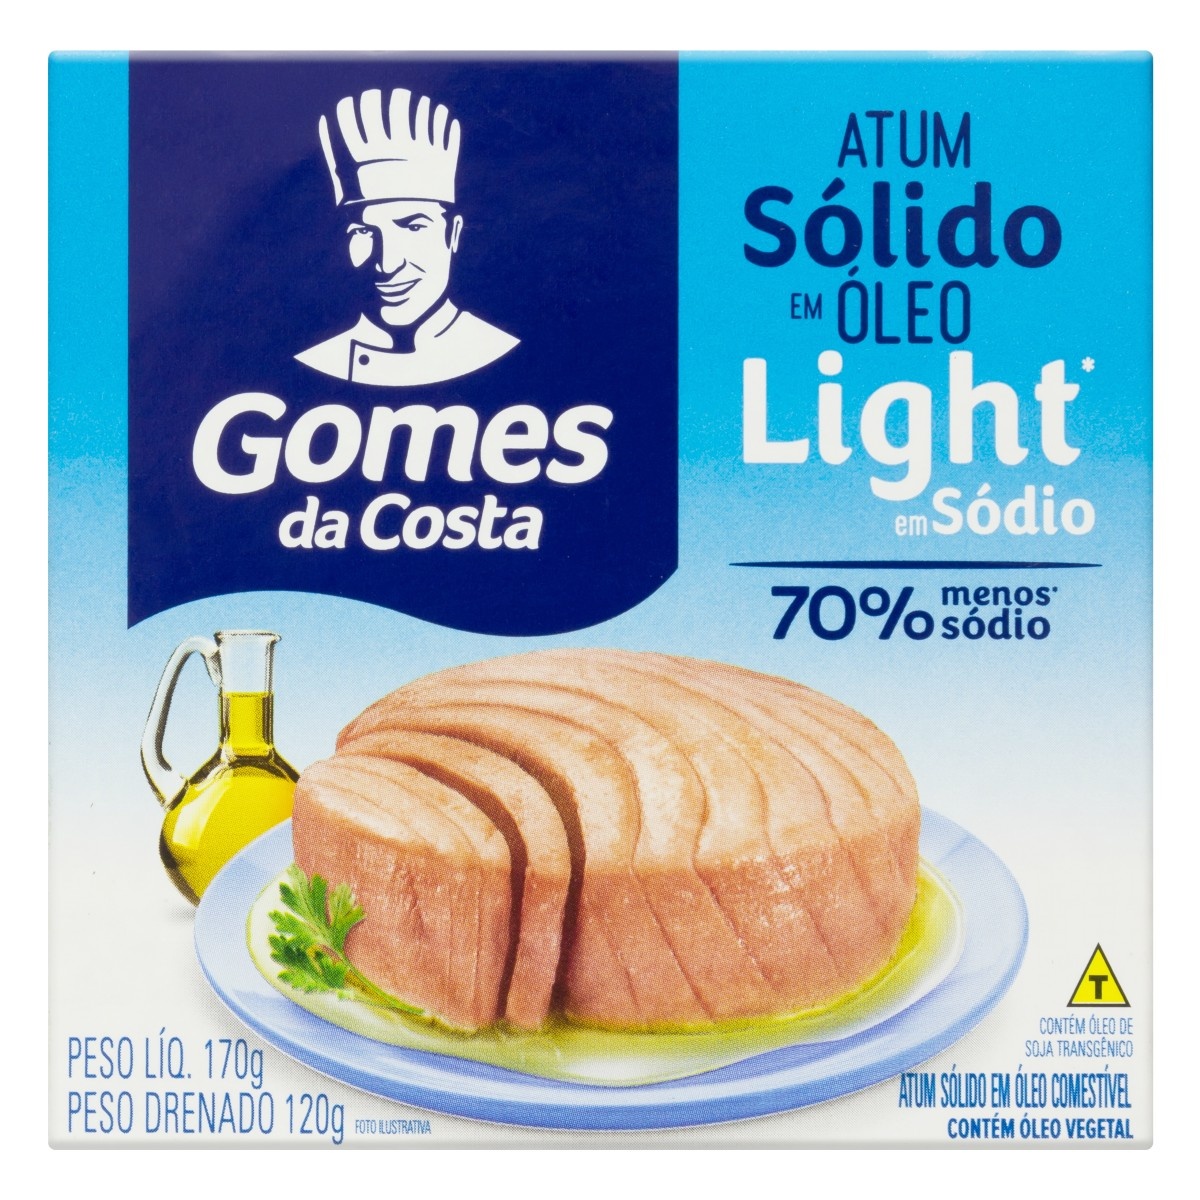 Gomes
da Costa
ATUM
Sólido
EM ÓLEO
Light*
em Sódio
70% menos*
sódio
T
CONTÉM ÓLEO DE
SOJA TRANSGÊNICO
PESO LÍQ. 170g
PESO DRENADO 120g
FOTO ILUSTRATIVA
ATUM SÓLIDO EM ÓLEO COMESTÍVEL
CONTÉM ÓLEO VEGETAL